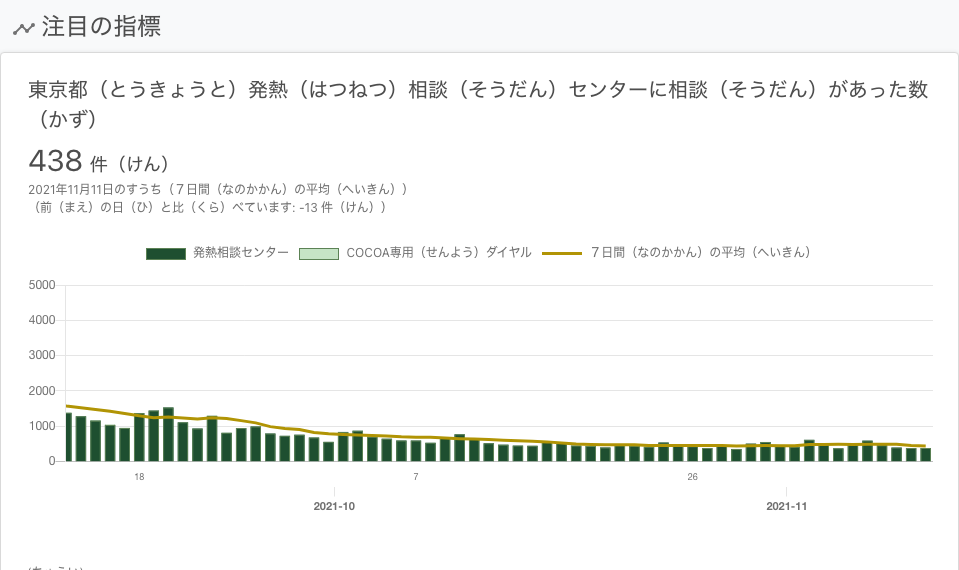 注目の指標
東京都（とうきょうと）発熱（はつねつ）相談（そうだん）センターに相談（そうだん）があった数
（かず）
438 件（けん）
2021年11月11日のすうち（７日間（なのかかん）の平均（へいきん））
（前（まえ）の日（ひ）と比（くら）べています: -13 件（けん））
発熱相談センター COCOA専用（せんよう）ダイヤル ７日間（なのかかん）の平均（へいきん）
5000
4000
3000
2000
1000
0
18 7 26
2021-10 2021-11